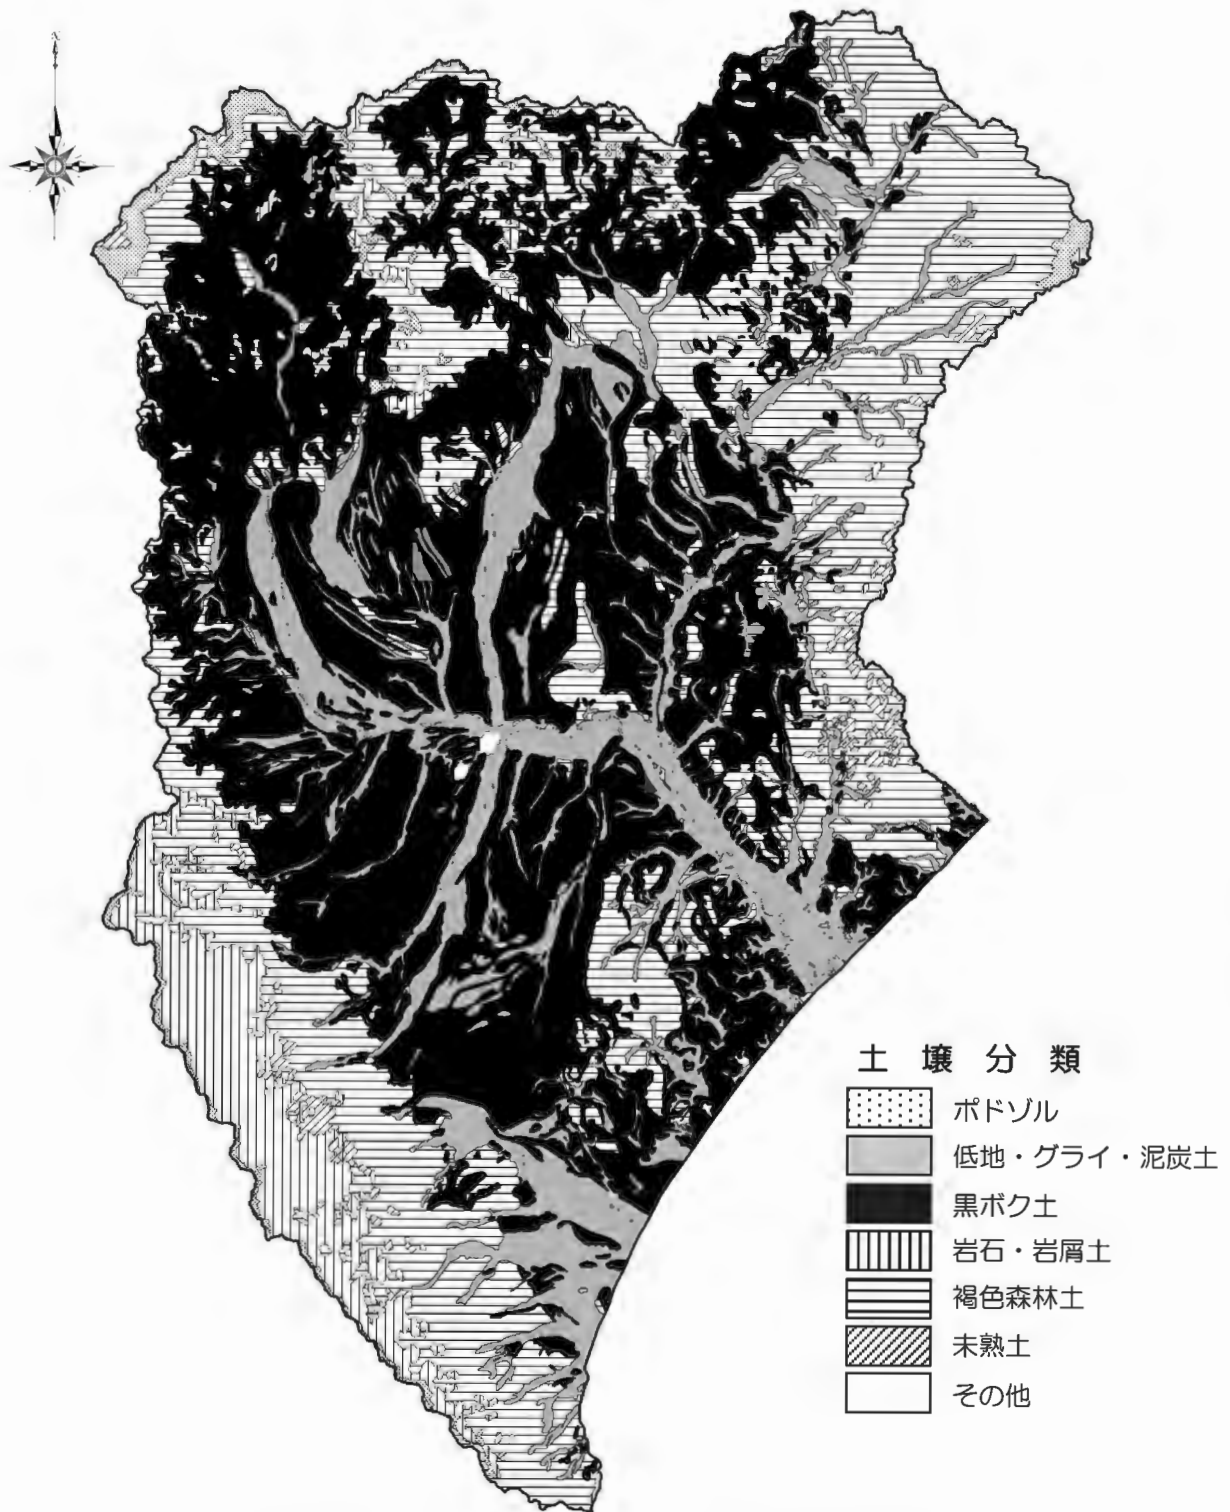 N
土壌分類
ポドゾル
低地・グライ・泥炭土
黒ボク土
岩石・岩屑土
褐色森林土
未熟土
その他